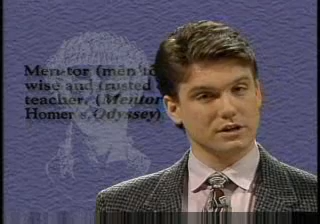 Men·tor (men'to
wise and trusted
teacher. (Mentor
Homer's Odyssey)